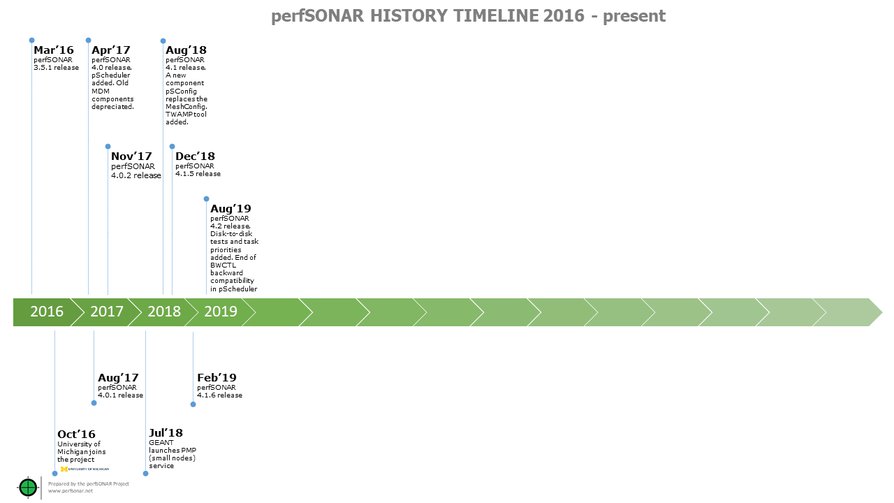 perfSONAR HISTORY TIMELINE 2016 - present
Mar’16
perfSONAR
3.5.1 release
Apr’17
perfSONAR
4.0 release.
pScheduler
added. Old
MDM
components
depreciated.
Aug’18
perfSONAR
4.1 release.
A new
component
pSConfig
replaces the
MeshConfig.
TWAMP tool
added.
Nov’17
perfSONAR
4.0.2 release
Dec’18
perfSONAR
4.1.5 release
Aug’19
perfSONAR
4.2 release.
Disk-to-disk
tests and task
priorities
added. End of
BWCTL
backward
compatibility
in pScheduler
2016
2017
2018
2019
Aug’17
perfSONAR
4.0.1 release
Feb’19
perfSONAR
4.1.6 release
Oct’16
University of
Michigan joins
the project
UNIVERSITY OF MICHIGAN
Jul’18
GEANT
launches PMP
(small nodes)
service
Prepared by the perfSONAR Project
www.perfsonar.net